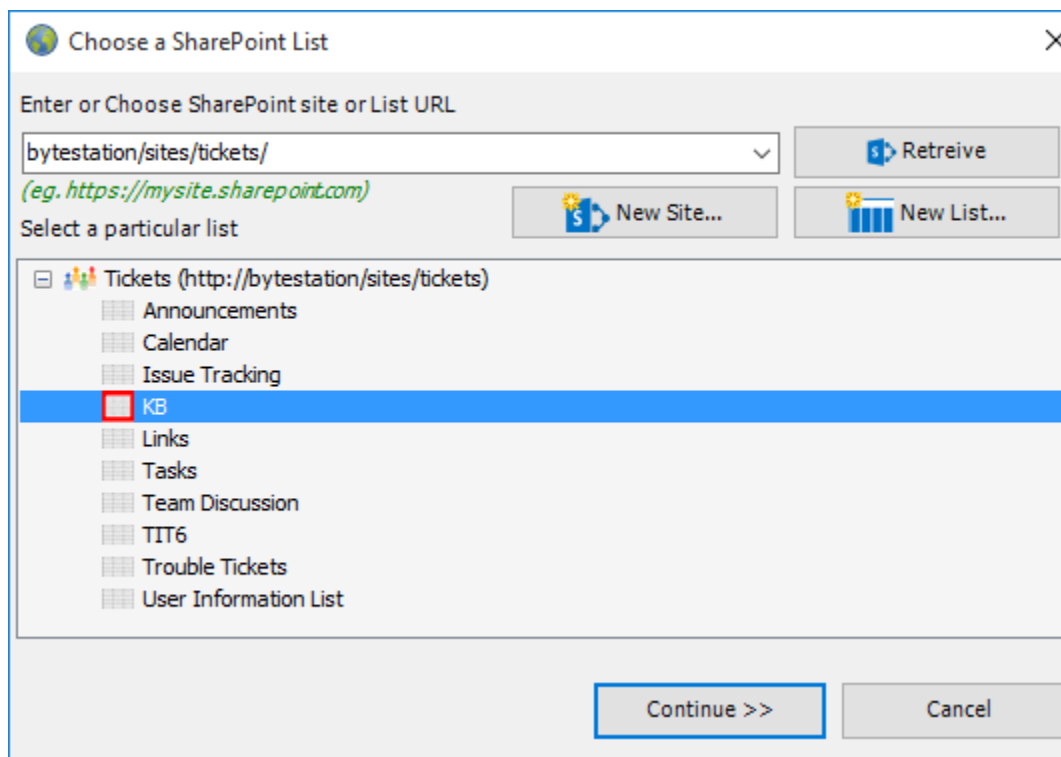 Choose a SharePoint List
Enter or Choose SharePoint site or List URL
bytestation/sites/tickets/
Retreive
(eg. https://mysite.sharepoint.com)
New Site...
New List...
Select a particular list
Tickets (http://bytestation/sites/tickets)
Announcements
Calendar
Issue Tracking
KB
Links
Tasks
Team Discussion
TIT6
Trouble Tickets
User Information List
Continue >>
Cancel